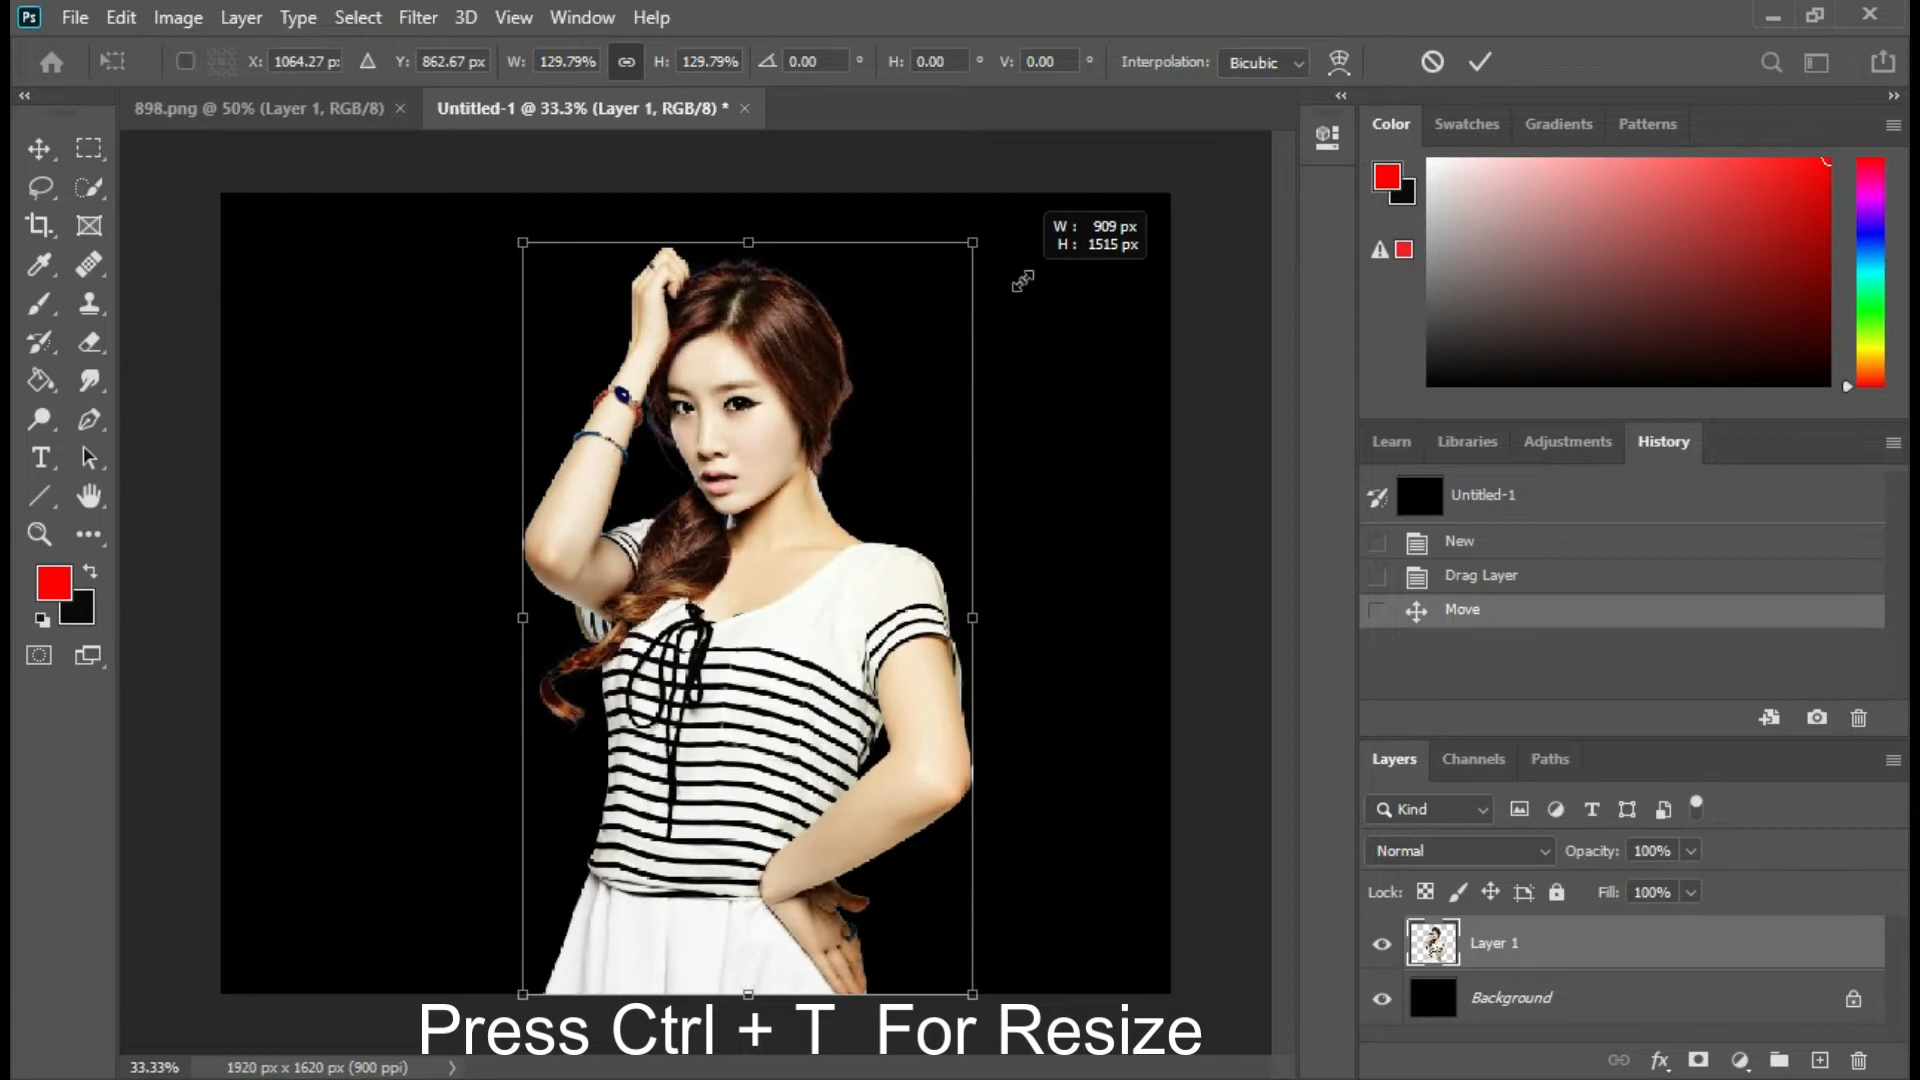 Ps File Edit Image Layer Type Select Filter 3D View Window Help
X: 1064.27 p Y: 862.67 px W: 129.79% H: 129.79% 0.00 ° H: 0.00 ° V: 0.00 ° Interpolation: Bicubic
898.png @ 50% (Layer 1, RGB/8) × Untitled-1 @ 33.3% (Layer 1, RGB/8) * ×
Color Swatches Gradients Patterns
W : 909 px
H : 1515 px
Learn Libraries Adjustments History
Untitled-1
New
Drag Layer
Move
Layers Channels Paths
Kind
Normal Opacity: 100%
Lock: Fill: 100%
Layer 1
Background
Press Ctrl + T For Resize
33.33% 1920 px x 1620 px (900 ppi)